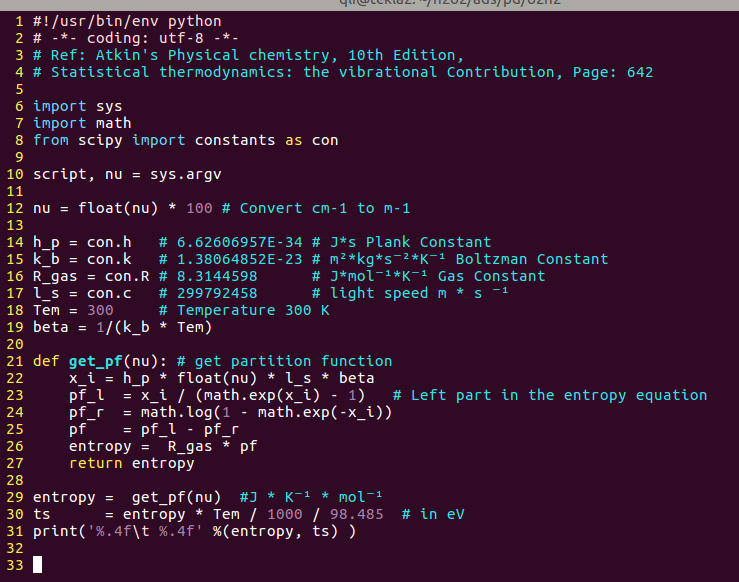 1 #!/usr/bin/env python
2 # -*- coding: utf-8 -*-
3 # Ref: Atkin's Physical chemistry, 10th Edition,
4 # Statistical thermodynamics: the vibrational Contribution, Page: 642
5
6 import sys
7 import math
8 from scipy import constants as con
9
10 script, nu = sys.argv
11
12 nu = float(nu) * 100 # Convert cm-1 to m-1
13
14 h_p = con.h   # 6.62606957E-34 # J*s Plank Constant
15 k_b = con.k   # 1.38064852E-23 # m²*kg*s⁻²*K⁻¹ Boltzman Constant
16 R_gas = con.R # 8.3144598      # J*mol⁻¹*K⁻¹ Gas Constant
17 l_s = con.c   # 299792458      # light speed m * s ⁻¹
18 Tem = 300     # Temperature 300 K
19 beta = 1/(k_b * Tem)
20
21 def get_pf(nu): # get partition function
22     x_i = h_p * float(nu) * l_s * beta
23     pf_l  = x_i / (math.exp(x_i) - 1)   # Left part in the entropy equation
24     pf_r  = math.log(1 - math.exp(-x_i))
25     pf    = pf_l - pf_r
26     entropy =  R_gas * pf
27     return entropy
28
29 entropy =  get_pf(nu)  #J * K⁻¹ * mol⁻¹
30 ts      = entropy * Tem / 1000 / 98.485  # in eV
31 print('%.4f\t %.4f' %(entropy, ts) )
32
33